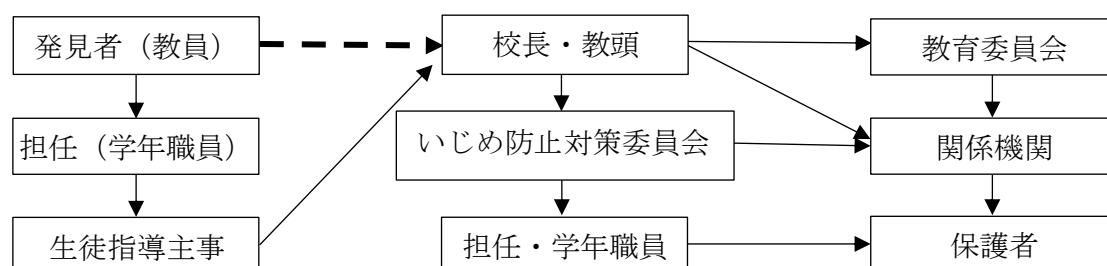 発見者（教員）
校長・教頭
教育委員会
担任（学年職員）
いじめ防止対策委員会
関係機関
生徒指導主事
担任・学年職員
保護者